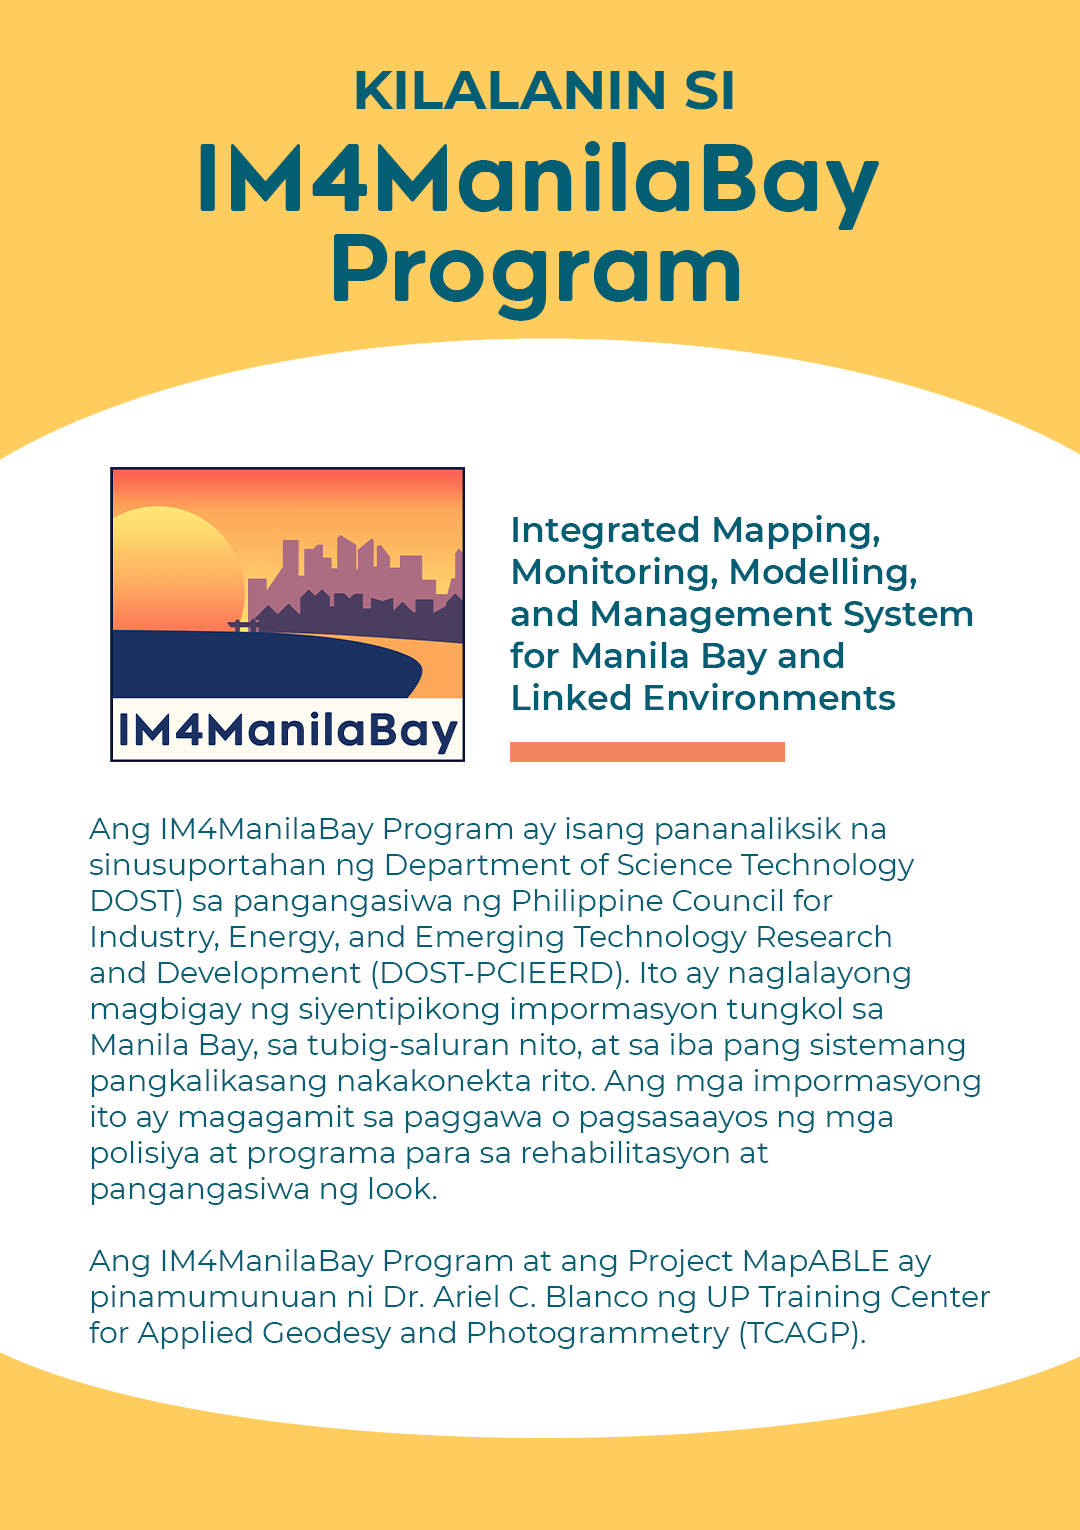 KILALANIN SI
IM4ManilaBay
Program
IM4ManilaBay
Integrated Mapping,
Monitoring, Modelling,
and Management System
for Manila Bay and
Linked Environments
Ang IM4ManilaBay Program ay isang pananaliksik na
sinusuportahan ng Department of Science Technology
DOST) sa pangangasiwa ng Philippine Council for
Industry, Energy, and Emerging Technology Research
and Development (DOST-PCIEERD). Ito ay naglalayong
magbigay ng siyentipikong impormasyon tungkol sa
Manila Bay, sa tubig-saluran nito, at sa iba pang sistemang
pangkalikasang nakakonekta rito. Ang mga impormasyong
ito ay magagamit sa paggawa o pagsasaayos ng mga
polisiya at programa para sa rehabilitasyon at
pangangasiwa ng look.
Ang IM4ManilaBay Program at ang Project MapABLE ay
pinamumunuan ni Dr. Ariel C. Blanco ng UP Training Center
for Applied Geodesy and Photogrammetry (TCAGP).